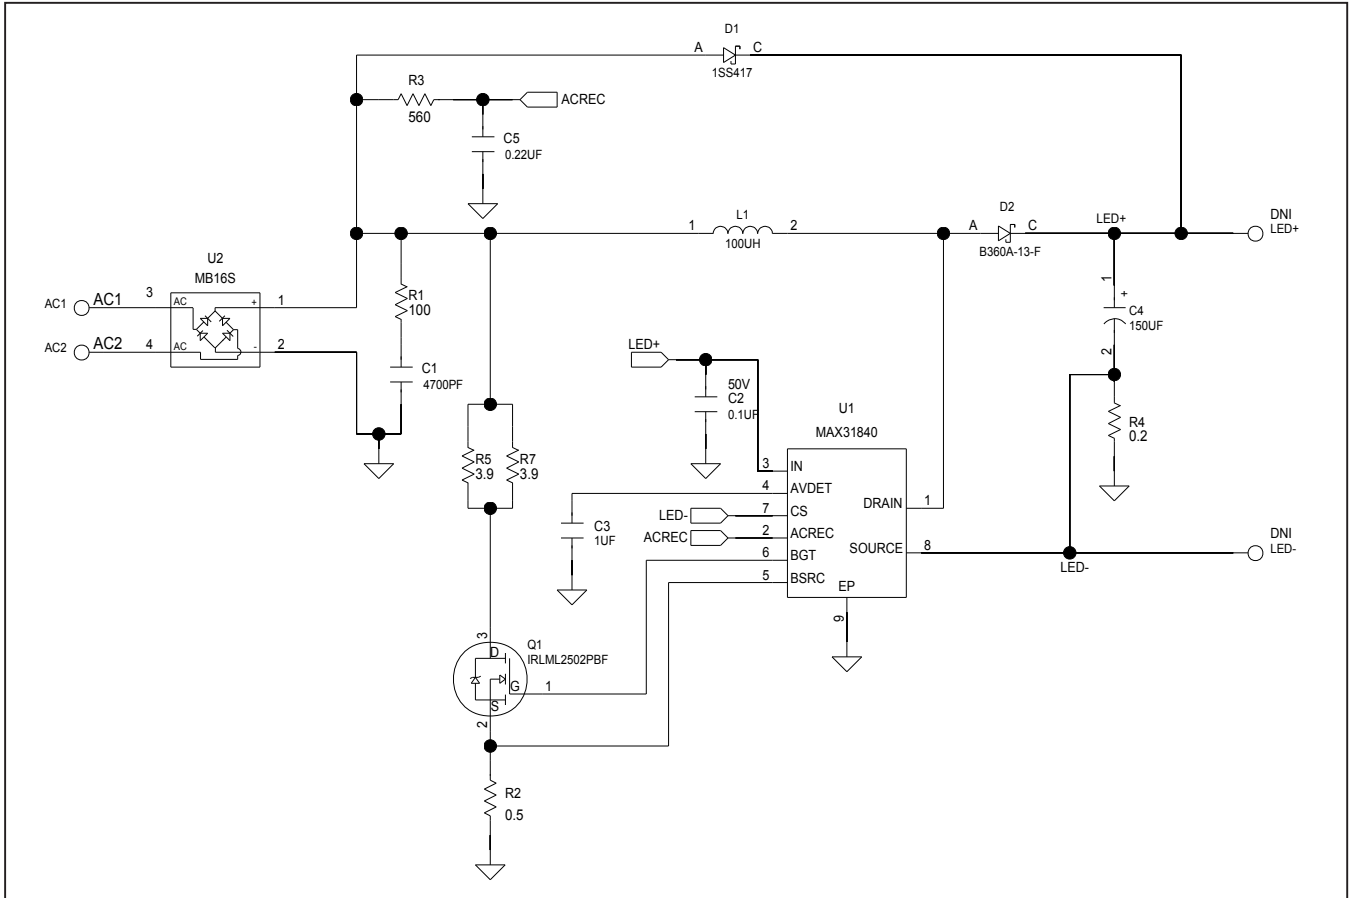 D1
A C
1SS417
R3
560
ACREC
C5
0.22UF
L1
1 2
100UH
D2
A C
B360A-13-F
LED+
DNI
LED+
U2
MB16S
AC1 AC1 3 AC + 1
AC2 AC2 4 AC - 2
R1
100
C1
4700PF
1
+
C4
150UF
2
LED+
50V
C2
0.1UF
R4
0.2
U1
MAX31840
R5
3.9
R7
3.9
3 IN
4 AVDET
LED- 7 CS
ACREC 2 ACREC
6 BGT
5 BSRC
DRAIN 1
SOURCE 8
EP
9
C3
1UF
DNI
LED-
LED-
3
Q1
IRLML2502PBF
D
G 1
S
2
R2
0.5